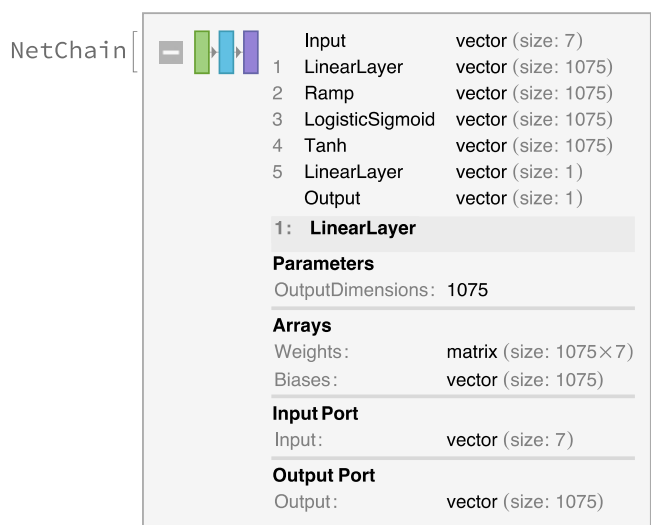 NetChain[
Input vector (size: 7)
1 LinearLayer vector (size: 1075)
2 Ramp vector (size: 1075)
3 LogisticSigmoid vector (size: 1075)
4 Tanh vector (size: 1075)
5 LinearLayer vector (size: 1)
Output vector (size: 1)
1: LinearLayer
Parameters
OutputDimensions: 1075
Arrays
Weights: matrix (size: 1075×7)
Biases: vector (size: 1075)
Input Port
Input: vector (size: 7)
Output Port
Output: vector (size: 1075)